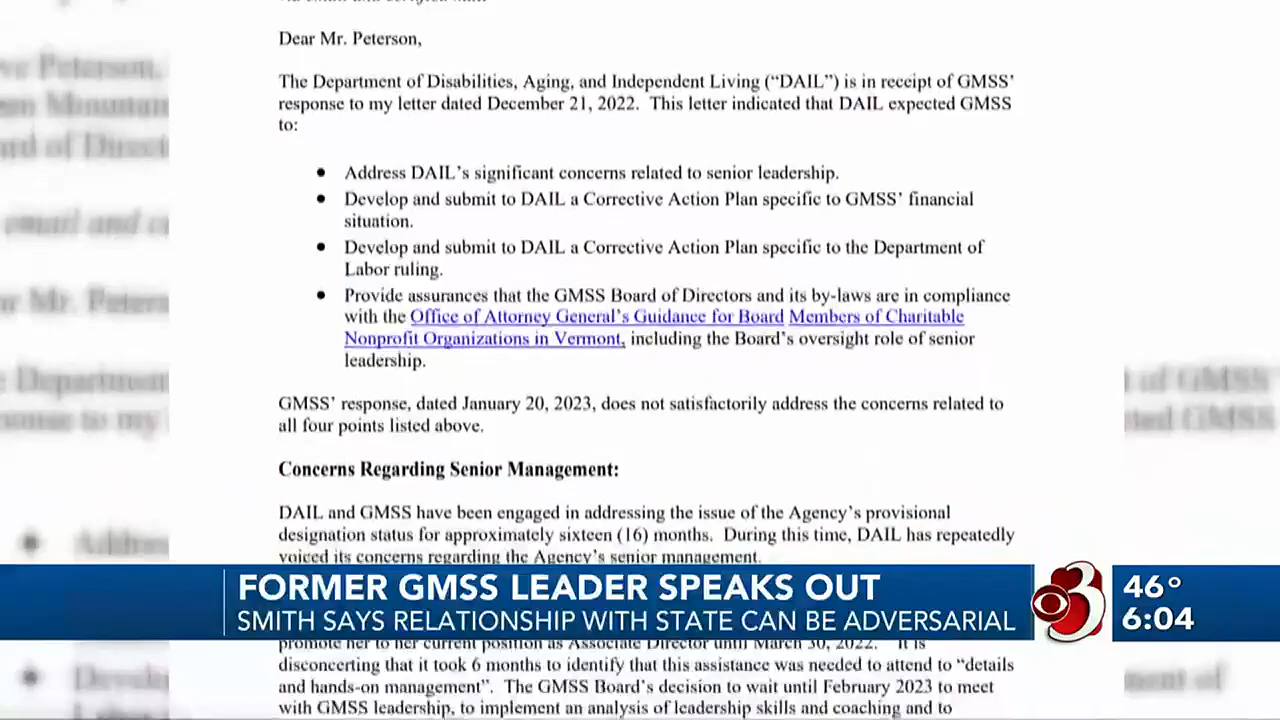 Dear Mr. Peterson,
The Department of Disabilities, Aging, and Independent Living (“DAIL”) is in receipt of GMSS’
response to my letter dated December 21, 2022.  This letter indicated that DAIL expected GMSS
to:
• Address DAIL’s significant concerns related to senior leadership.
• Develop and submit to DAIL a Corrective Action Plan specific to GMSS’ financial
situation.
• Develop and submit to DAIL a Corrective Action Plan specific to the Department of
Labor ruling.
• Provide assurances that the GMSS Board of Directors and its by-laws are in compliance
with the Office of Attorney General’s Guidance for Board Members of Charitable
Nonprofit Organizations in Vermont, including the Board’s oversight role of senior
leadership.
GMSS’ response, dated January 20, 2023, does not satisfactorily address the concerns related to
all four points listed above.
Concerns Regarding Senior Management:
DAIL and GMSS have been engaged in addressing the issue of the Agency’s provisional
designation status for approximately sixteen (16) months.  During this time, DAIL has repeatedly
voiced its concerns regarding the Agency’s senior management.
FORMER GMSS LEADER SPEAKS OUT
SMITH SAYS RELATIONSHIP WITH STATE CAN BE ADVERSARIAL
3
46°
6:04
promote her to her current position as Associate Director until March 30, 2022.”  It is
disconcerting that it took 6 months to identify that this assistance was needed to attend to “details
and hands-on management”.  The GMSS Board’s decision to wait until February 2023 to meet
with GMSS leadership, to implement an analysis of leadership skills and coaching and to